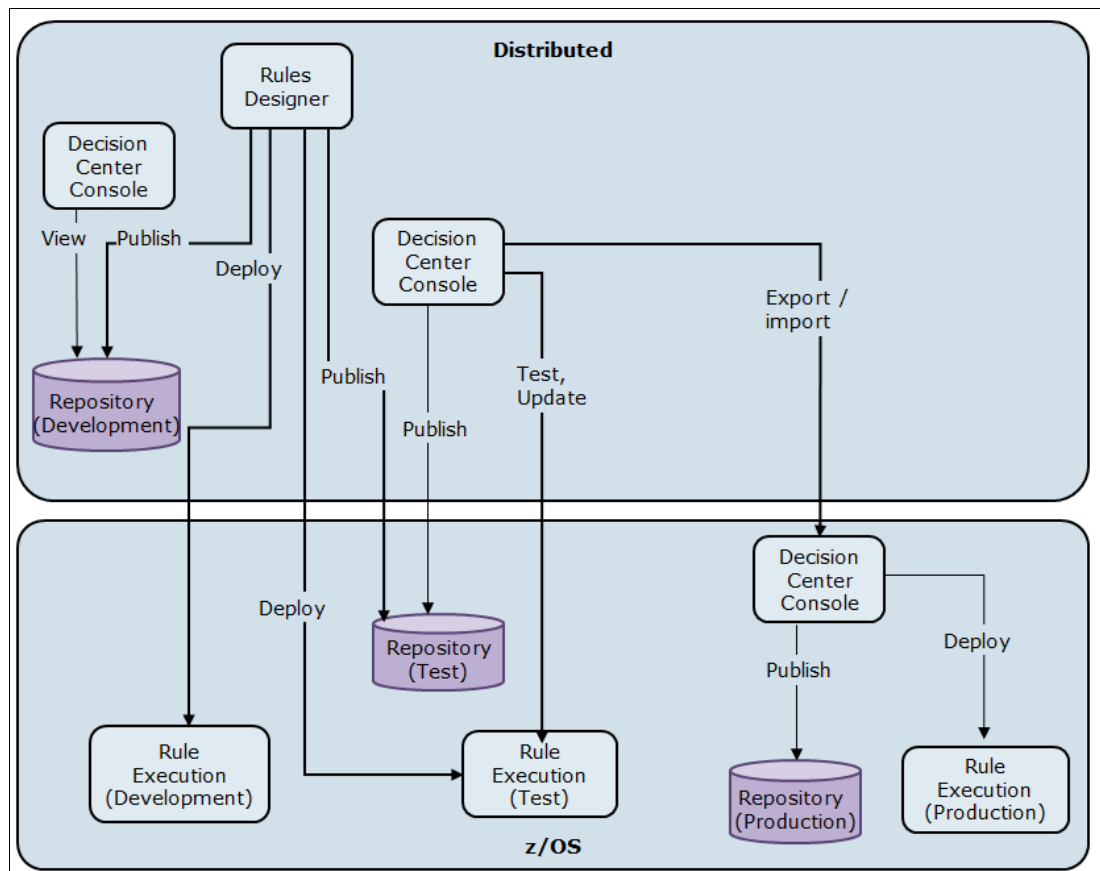 Distributed
Rules
Designer
Decision
Center
Console
View
Publish
Deploy
Decision
Center
Console
Export /
import
Publish
Test,
Update
Repository
(Development)
Publish
Decision
Center
Console
Deploy
Repository
(Test)
Deploy
Publish
Rule
Execution
(Development)
Rule
Execution
(Test)
Repository
(Production)
Rule
Execution
(Production)
z/OS